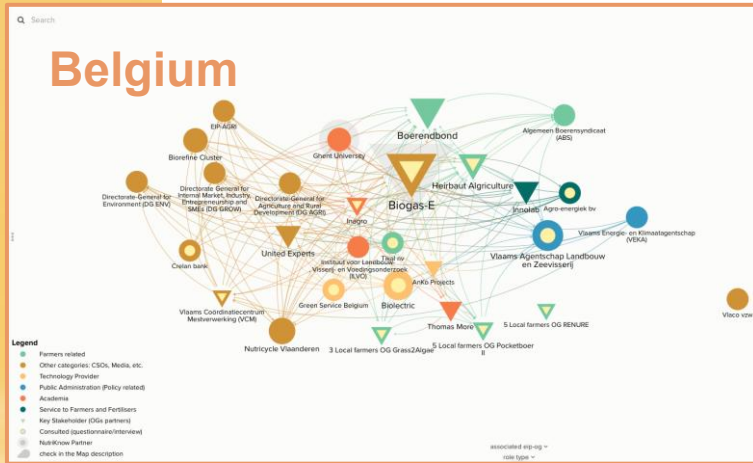 Search
Belgium
EIP-AGRI
Biorefine Cluster
Ghent University
Boerendbond
Algemeen Boerensyndicaat
(ABS)
Directorate-General for
Environment (DG ENV)
Directorate General for
Internal Market, Industry,
Entrepreneurship and
SMEs (DG GROW)
Directorate-General for
Agriculture and Rural
Development (DG AGRI)
Inagro
Biogas-E
Heirbaut Algriculture
Innolab
Agro-energiek bv
Vlaams Energie- en Klimaatagentschap
(VEKA)
Crelan bank
United Experts
Instituut voor Landbouw,
Visserij- en Voedingsonderzoek
(ILVO)
Tival nv
AnKo Projects
Vlaams Agentschap Landbouw
en Zeevisserij
Vlaams Coördinatiecentrum
Mestverwerking (VCM)
Green Service Belgium
Biolectric
Thomas More
5 Local farmers OG RENURE
Vlaco vzw
Nutricycle Vlaanderen
3 Local farmers OG Grass2Algae
5 Local farmers OG Pocketboer
II
Legend
Farmers related
Other categories: CSOs, Media, etc.
Technology Provider
Public Administration (Policy related)
Academia
Service to Farmers and Fertilisers
Key Stakeholder (OGs partners)
Consulted (questionnaire/interview)
NutriKnow Partner
check in the Map description
associated eip-og
role type